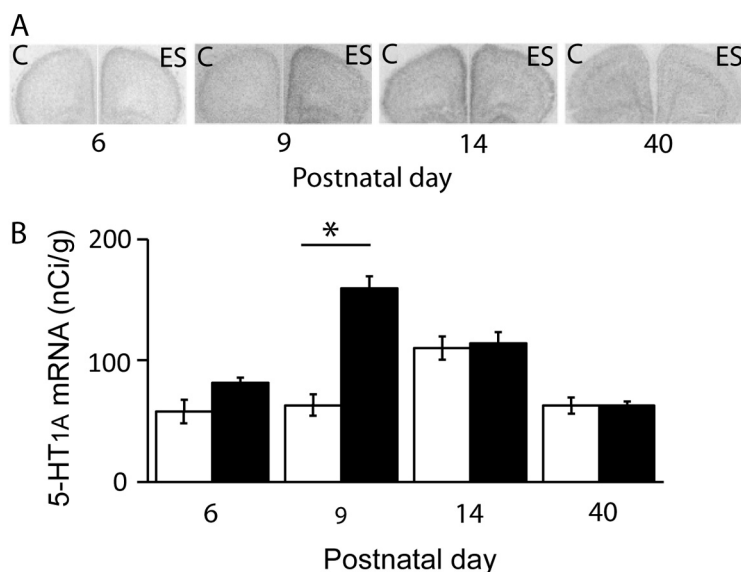 A
C ES C ES C ES C ES
6 9 14 40
Postnatal day
B
5-HT1A mRNA (nCi/g)
200
100
0
*
6 9 14 40
Postnatal day